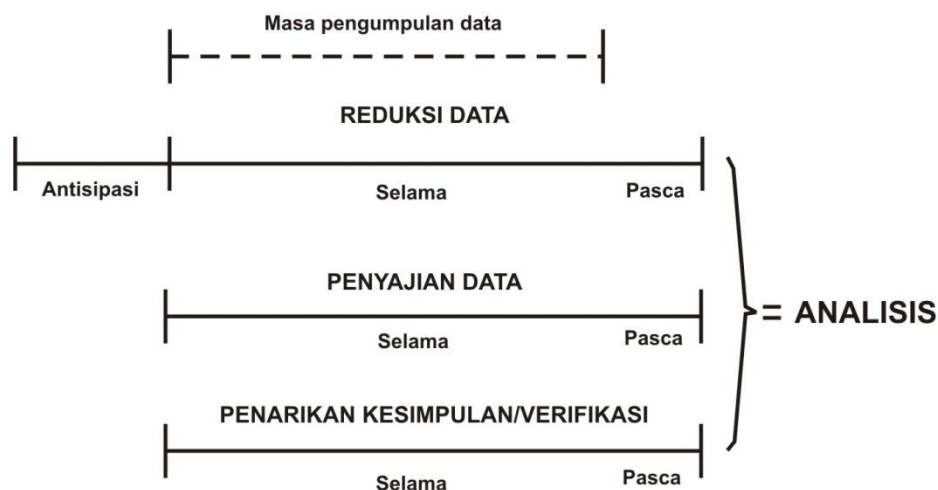 Masa pengumpulan data
REDUKSI DATA
Antisipasi
Selama
Pasca
PENYAJIAN DATA
Selama
Pasca
= ANALISIS
PENARIKAN KESIMPULAN/VERIFIKASI
Selama
Pasca